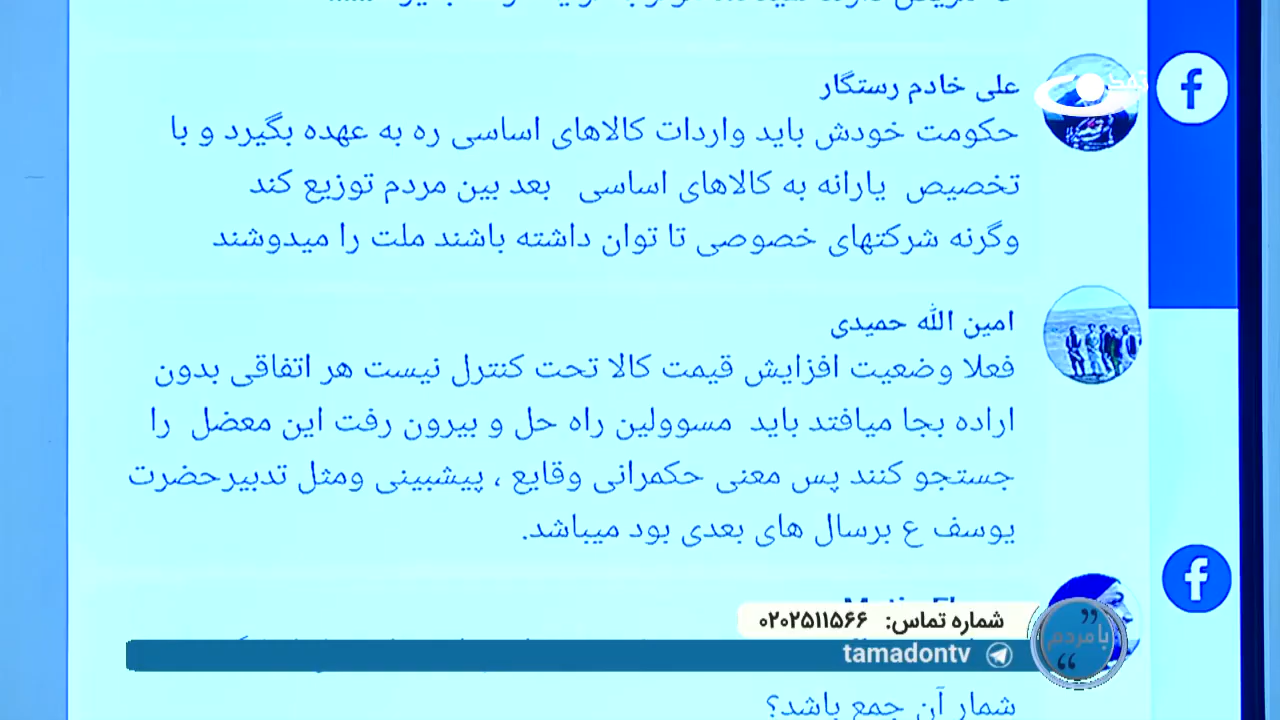 علی خادم رستگار
حکومت خودش باید واردات کالاهای اساسی ره به عهده بگیرد و با
تخصیص یارانه به کالاهای اساسی بعد بین مردم توزیع کند
وگرنه شرکتهای خصوصی تا توان داشته باشند ملت را میدوشند
امین الله حمیدی
فعلا وضعیت افزایش قیمت کالا تحت کنترل نیست هر اتفاقی بدون
اراده بجا میافتد باید مسوولین راه حل و بیرون رفت این معضل را
جستجو کنند پس معنی حکمرانی وقایع ، پیشبینی ومثل تدبیرحضرت
یوسف ع برسال های بعدی بود میباشد.
شماره تماس: ۰۲۰۲۵۱۱۵۶۶
با مردم
tamadontv
شمار آن جمع باشد؟